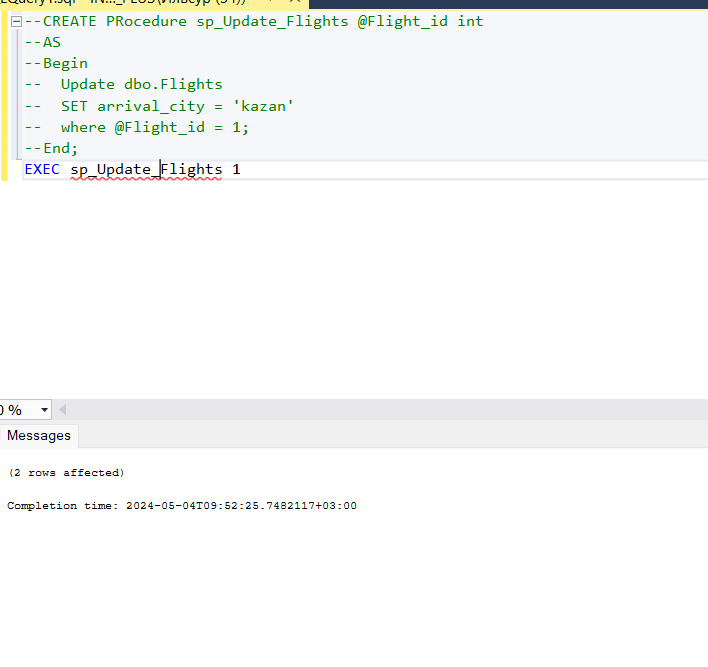 --CREATE PRocedure sp_Update_Flights @Flight_id int
--AS
--Begin
--  Update dbo.Flights
--  SET arrival_city = 'kazan'
--  where @Flight_id = 1;
--End;
EXEC sp_Update_Flights 1
%
Messages
(2 rows affected)
Completion time: 2024-05-04T09:52:25.7482117+03:00